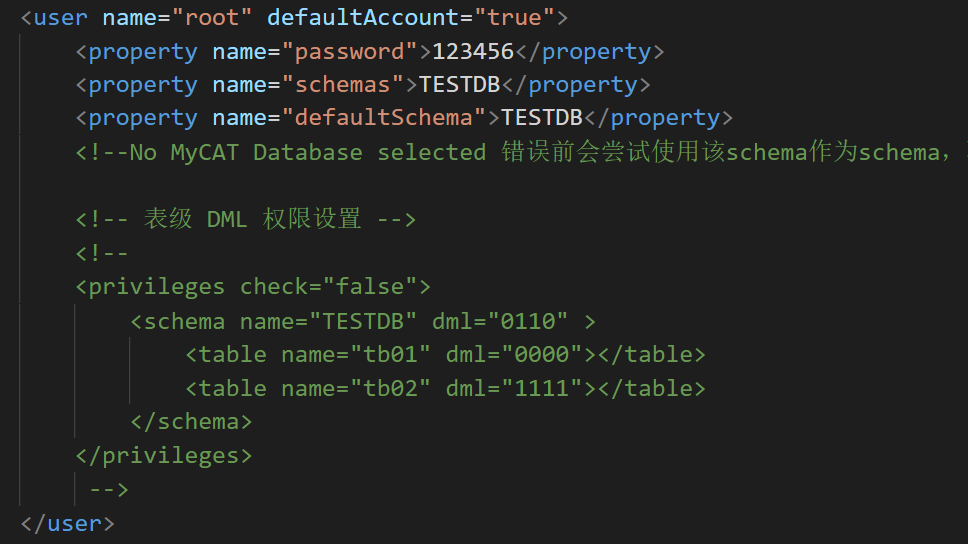 <user name="root" defaultAccount="true">
<property name="password">123456</property>
<property name="schemas">TESTDB</property>
<property name="defaultSchema">TESTDB</property>
<!--No MyCAT Database selected 错误前会尝试使用该schema作为schema，
<!-- 表级 DML 权限设置 -->
<!--
<privileges check="false">
<schema name="TESTDB" dml="0110" >
<table name="tb01" dml="0000"></table>
<table name="tb02" dml="1111"></table>
</schema>
</privileges>
-->
</user>